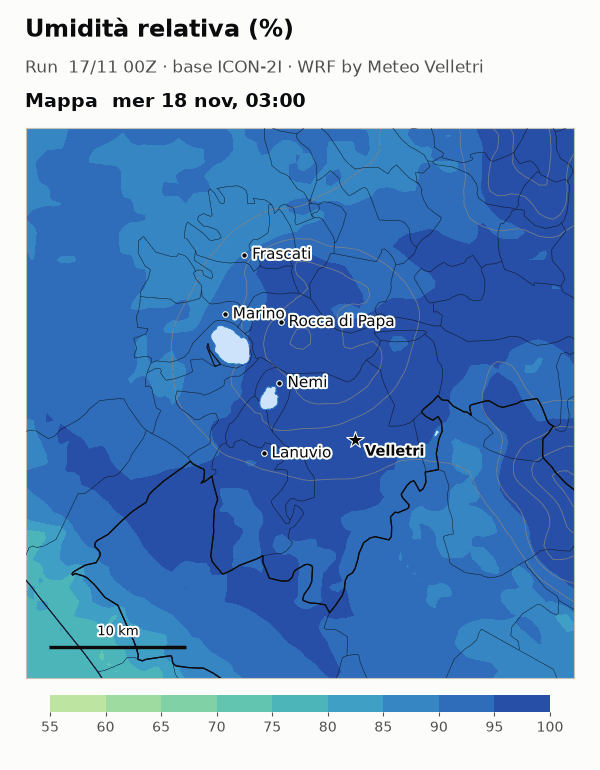 Umidità relativa (%)
Run  17/11 00Z · base ICON-2I · WRF by Meteo Velletri
Mappa  mer 18 nov, 03:00
Frascati
Marino
Rocca di Papa
Nemi
Lanuvio
Velletri
10 km
55 60 65 70 75 80 85 90 95 100